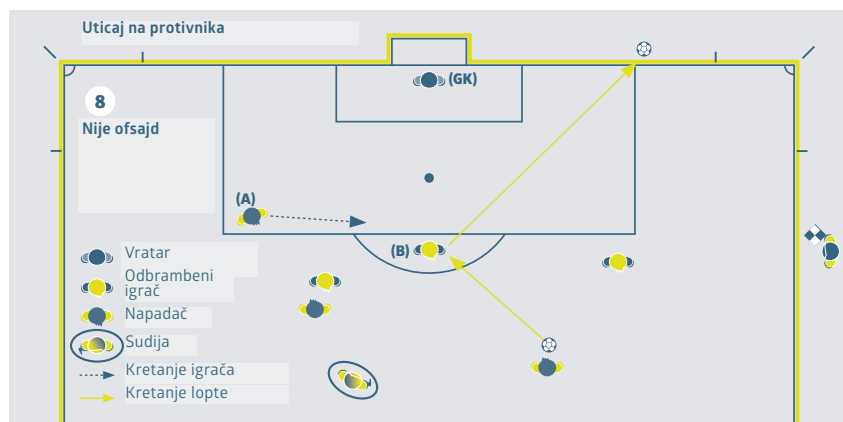 Uticaj na protivnika
(GK)
8
Nije ofsajd
(A)
(B)
Vratar
Odbrambeni
igrač
Napadač
Sudija
Kretanje igrača
Kretanje lopte